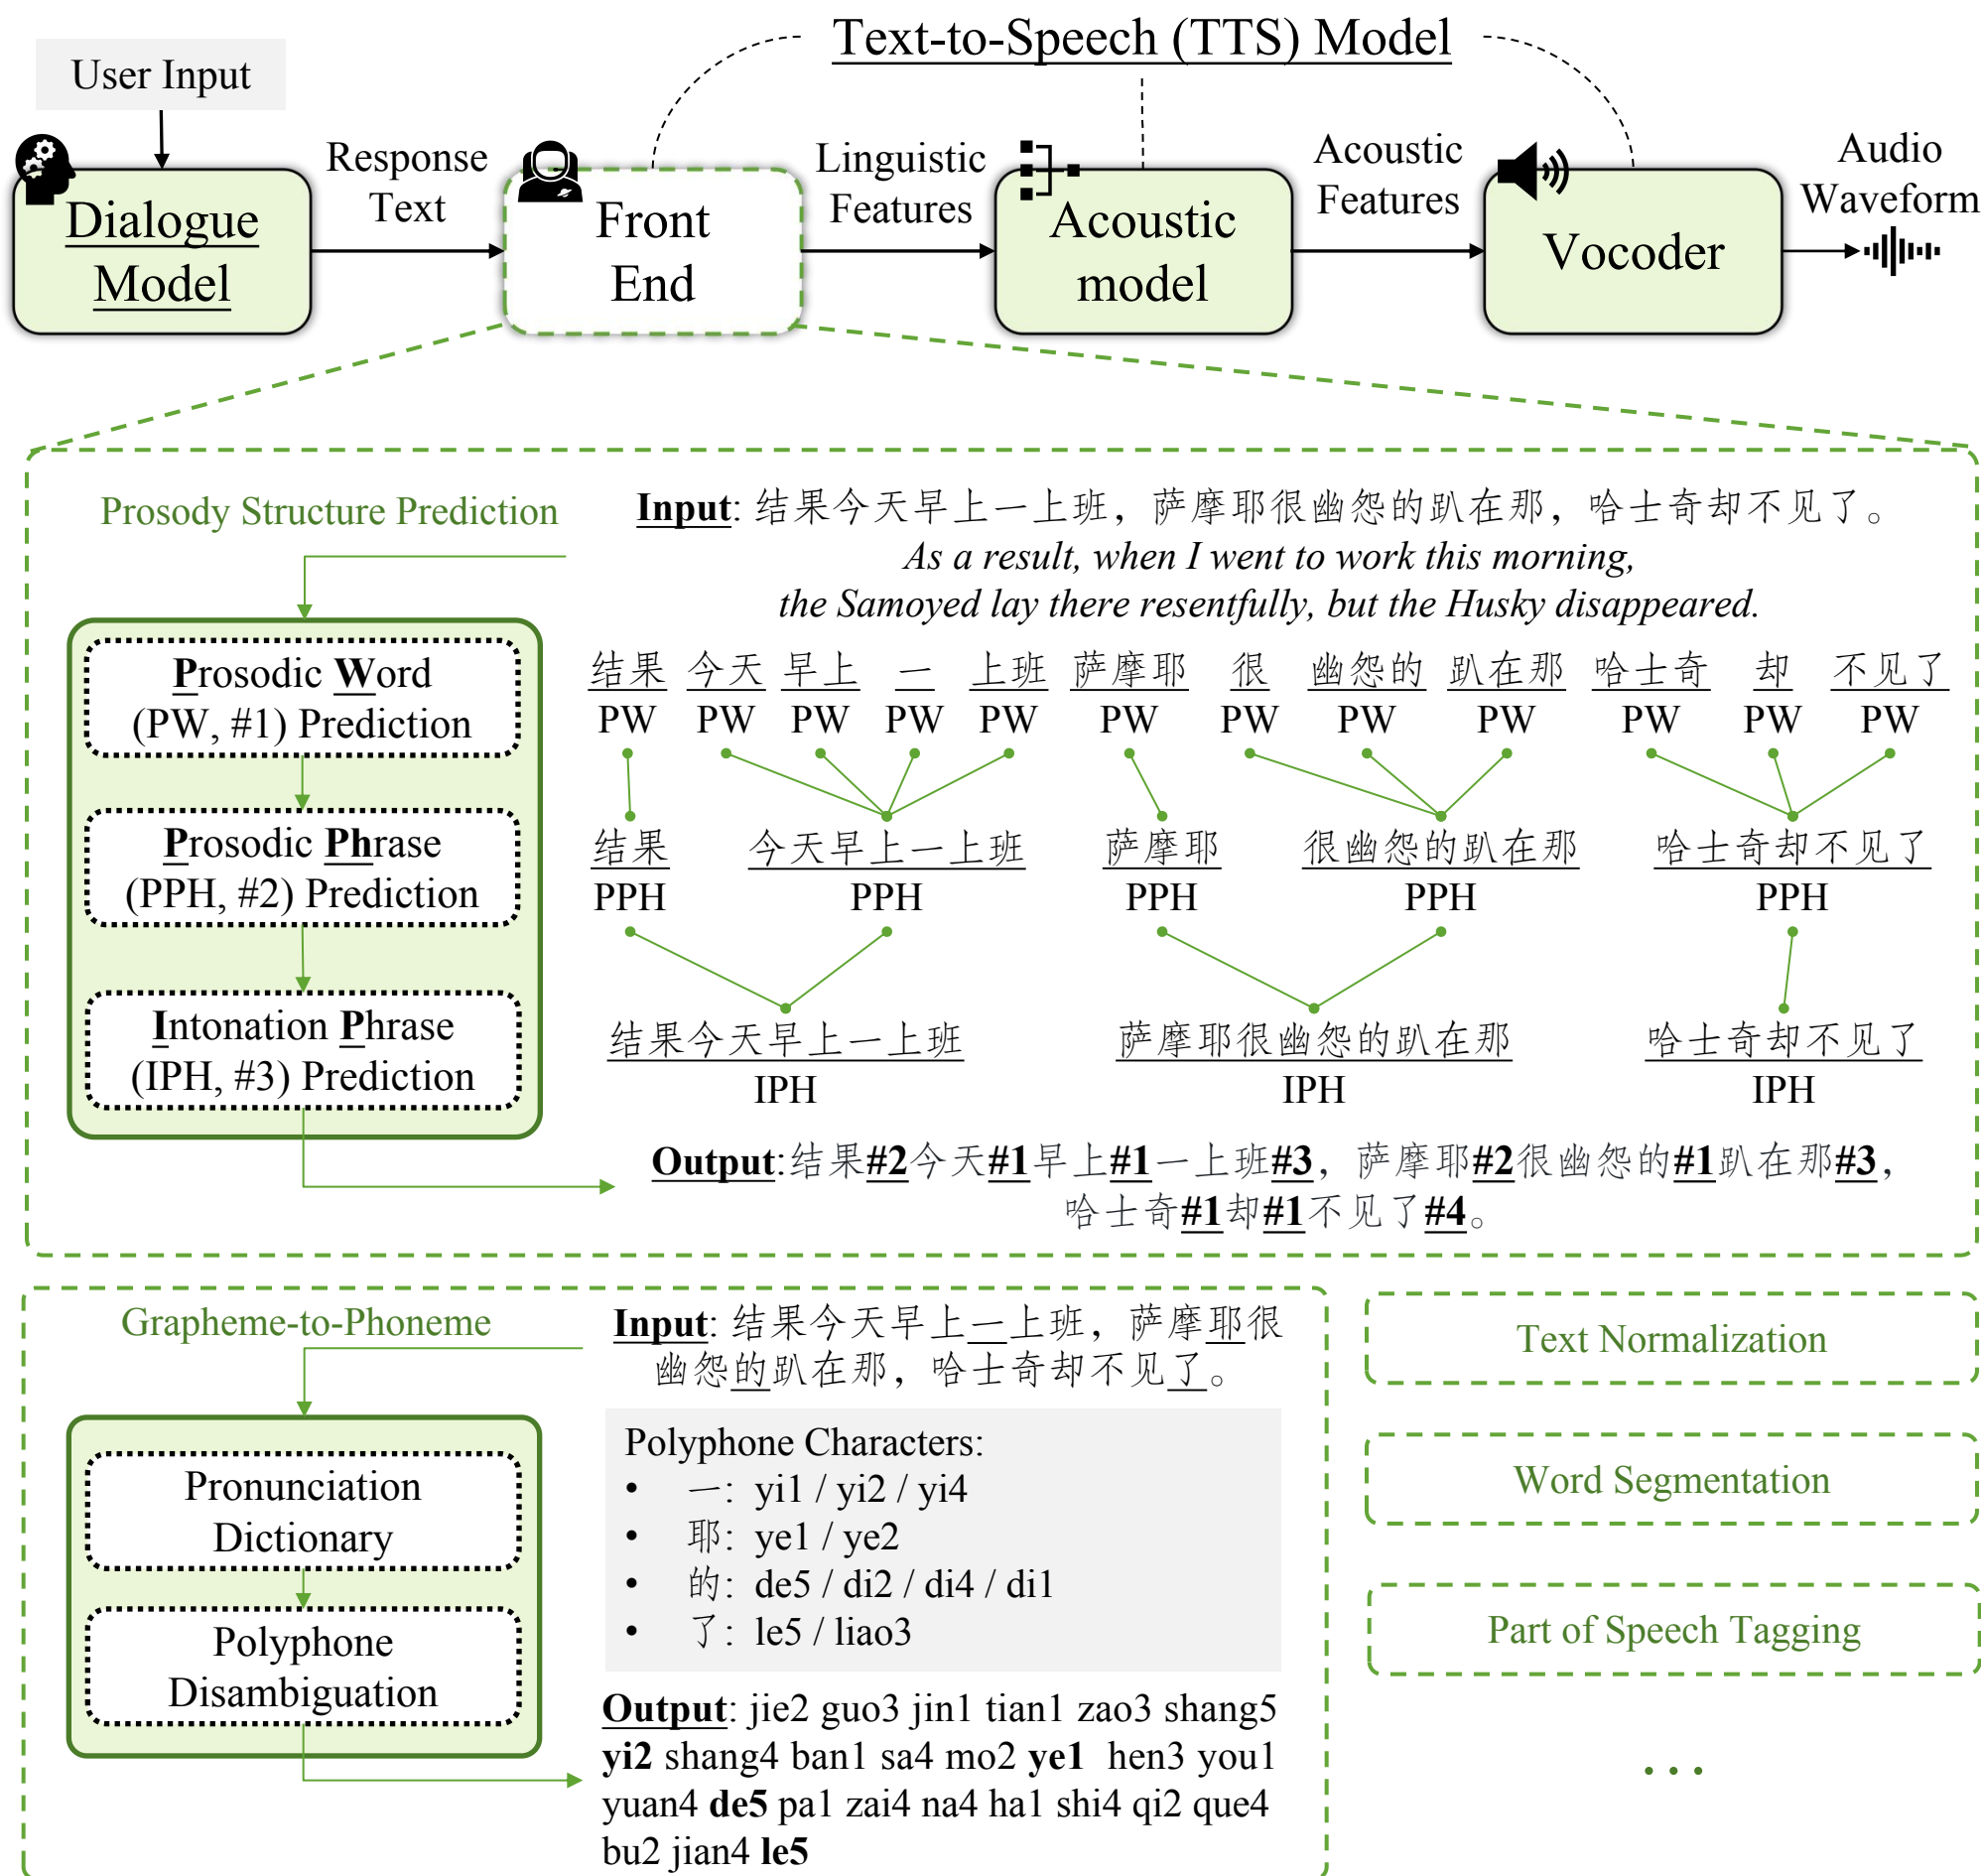 Text-to-Speech (TTS) Model
User Input
Dialogue
Model
Response
Text
Front
End
Linguistic
Features
Acoustic
model
Acoustic
Features
Vocoder
Audio
Waveform
Prosody Structure Prediction
Prosodic Word
(PW, #1) Prediction
Prosodic Phrase
(PPH, #2) Prediction
Intonation Phrase
(IPH, #3) Prediction
Input: 结果今天早上一上班，萨摩耶很幽怨的趴在那，哈士奇却不见了。
As a result, when I went to work this morning,
the Samoyed lay there resentfully, but the Husky disappeared.
结果 今天 早上 一 上班 萨摩耶 很 幽怨的 趴在那 哈士奇 却 不见了
PW PW PW PW PW PW PW PW PW PW PW PW
结果 今天早上一上班 萨摩耶 很幽怨的趴在那 哈士奇却不见了
PPH PPH PPH PPH PPH
结果今天早上一上班 萨摩耶很幽怨的趴在那 哈士奇却不见了
IPH IPH IPH
Output:结果#2今天#1早上#1一上班#3，萨摩耶#2很幽怨的#1趴在那#3，
哈士奇#1却#1不见了#4。
Grapheme-to-Phoneme
Pronunciation
Dictionary
Polyphone
Disambiguation
Input: 结果今天早上一上班，萨摩耶很
幽怨的趴在那，哈士奇却不见了。
Polyphone Characters:
• 一: yi1 / yi2 / yi4
• 耶: ye1 / ye2
• 的: de5 / di2 / di4 / di1
• 了: le5 / liao3
Output: jie2 guo3 jin1 tian1 zao3 shang5
yi2 shang4 ban1 sa4 mo2 ye1 hen3 you1
yuan4 de5 pa1 zai4 na4 ha1 shi4 qi2 que4
bu2 jian4 le5
Text Normalization
Word Segmentation
Part of Speech Tagging
...